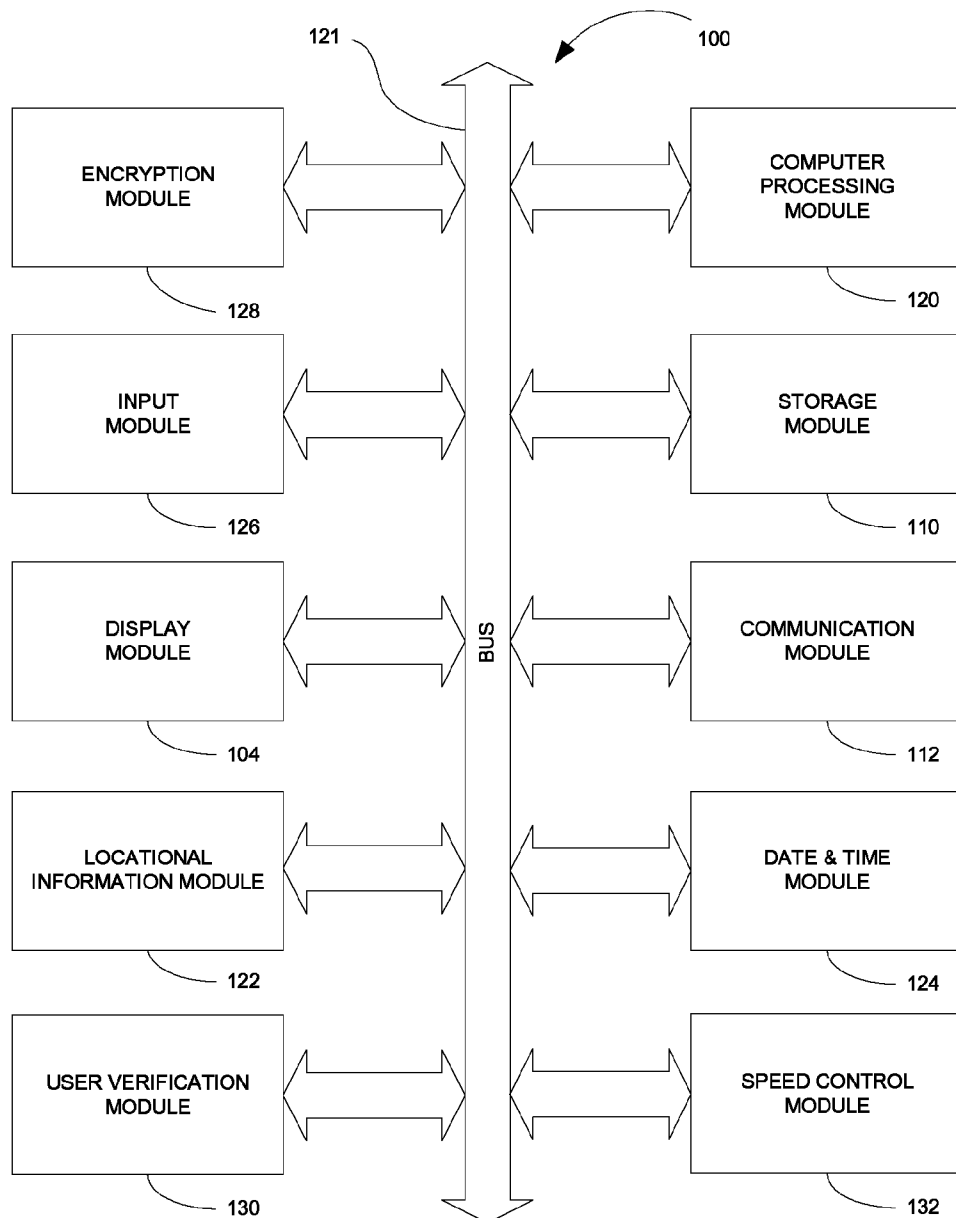 121
100
ENCRYPTION
MODULE
128
COMPUTER
PROCESSING
MODULE
120
INPUT
MODULE
126
STORAGE
MODULE
110
DISPLAY
MODULE
104
BUS
COMMUNICATION
MODULE
112
LOCATIONAL
INFORMATION MODULE
122
DATE & TIME
MODULE
124
USER VERIFICATION
MODULE
130
SPEED CONTROL
MODULE
132